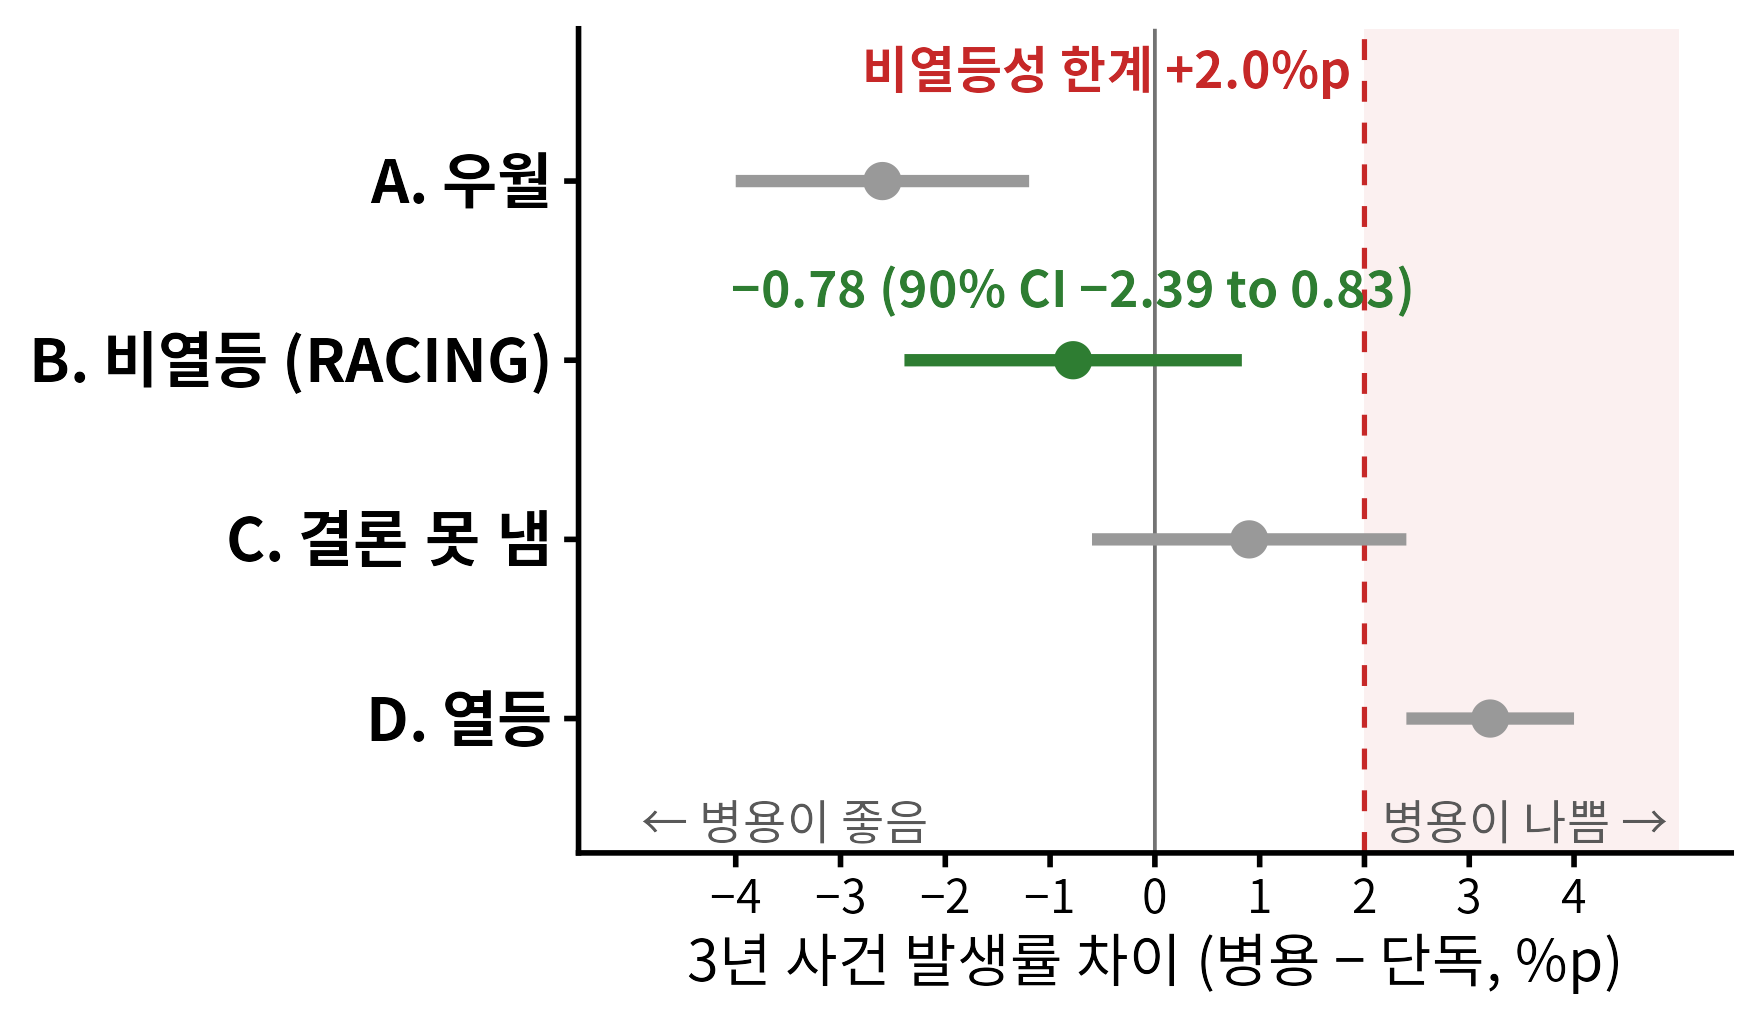 비열등성 한계 +2.0%p
A. 우월
−0.78 (90% CI −2.39 to 0.83)
B. 비열등 (RACING)
C. 결론 못 냄
D. 열등
← 병용이 좋음
병용이 나쁨 →
−4 −3 −2 −1 0 1 2 3 4
3년 사건 발생률 차이 (병용 − 단독, %p)